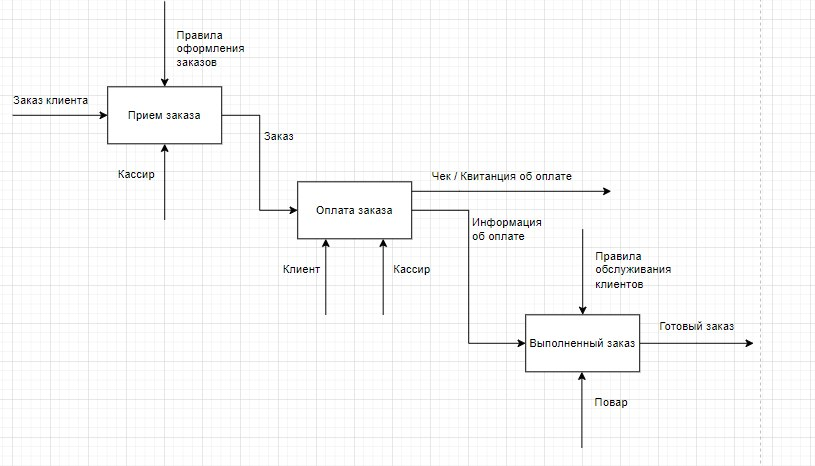 Правила
оформления
заказов
Заказ клиента
Прием заказа
Заказ
Кассир
Чек / Квитанция об оплате
Оплата заказа
Информация
об оплате
Клиент
Кассир
Правила
обслуживания
клиентов
Готовый заказ
Выполненный заказ
Повар